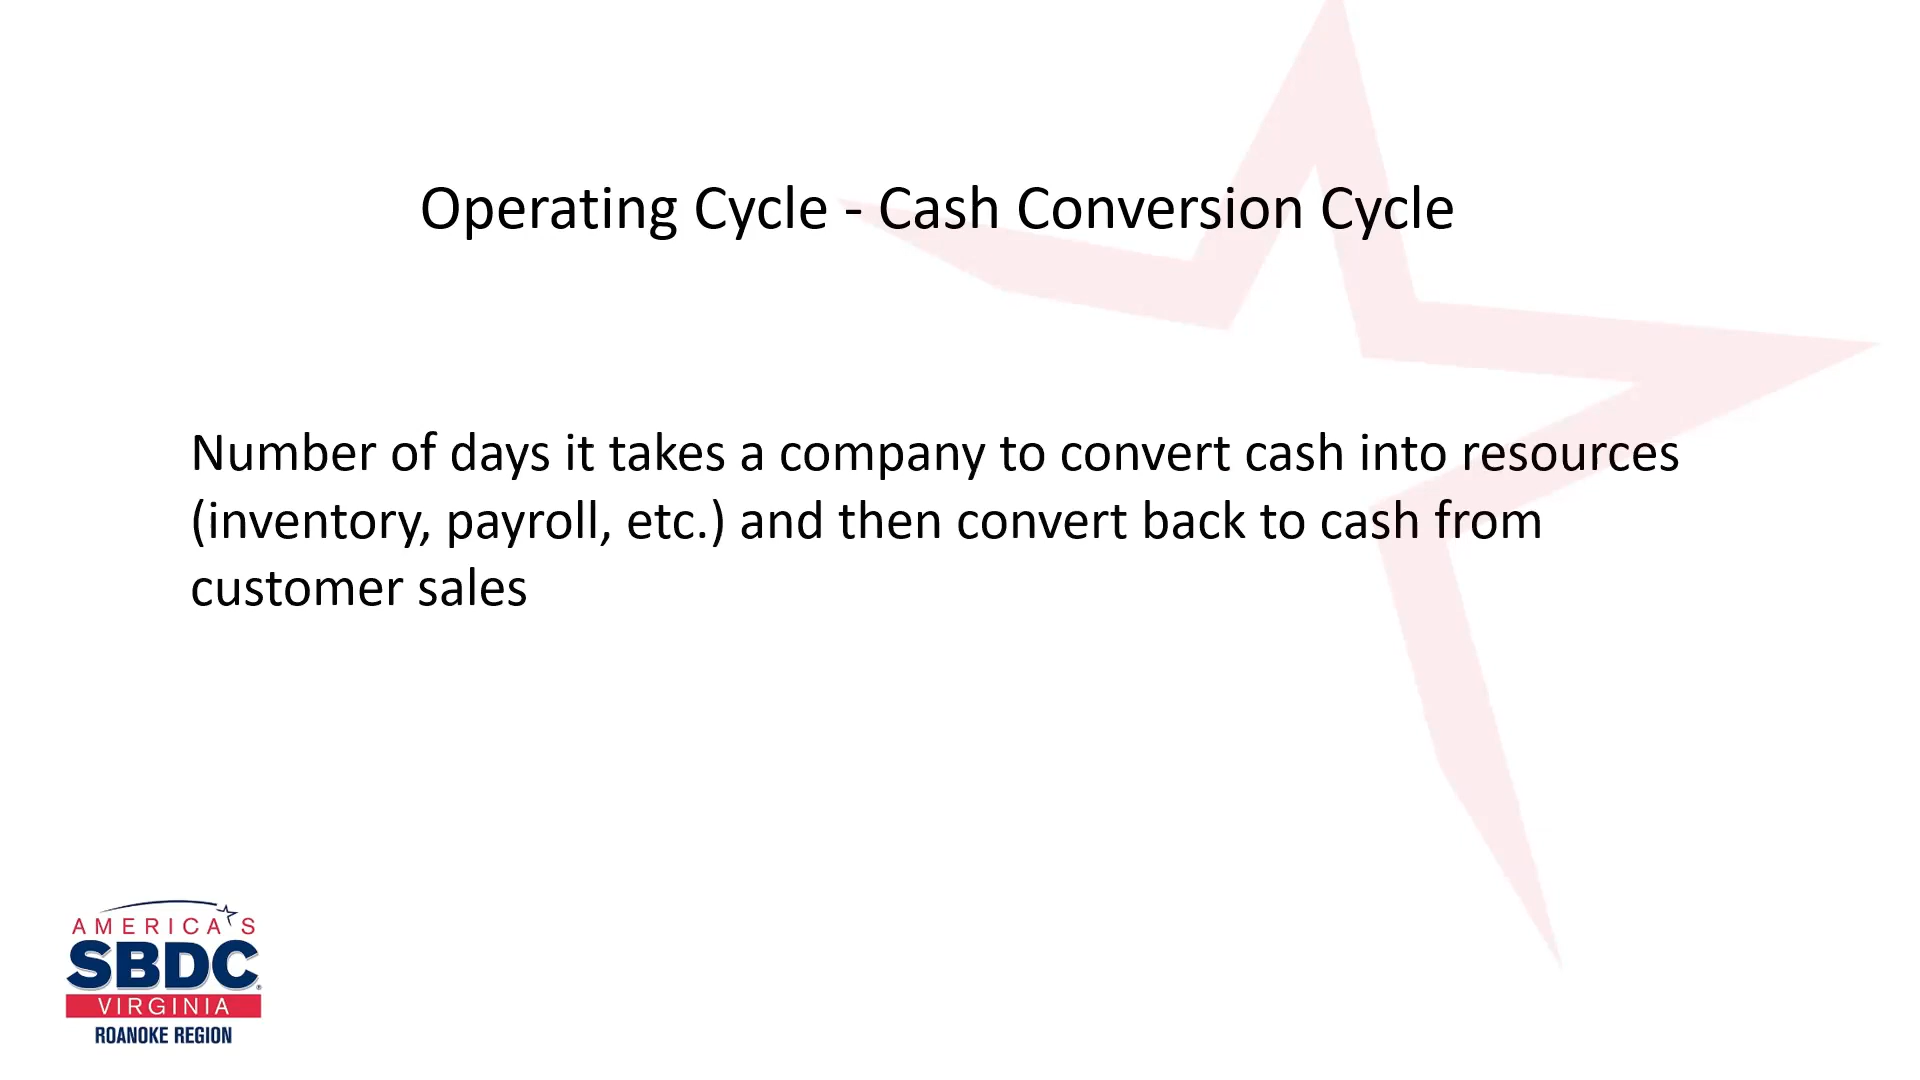 Operating Cycle - Cash Conversion Cycle
Number of days it takes a company to convert cash into resources
(inventory, payroll, etc.) and then convert back to cash from
customer sales
AMERICA'S
SBDC®
VIRGINIA
ROANOKE REGION